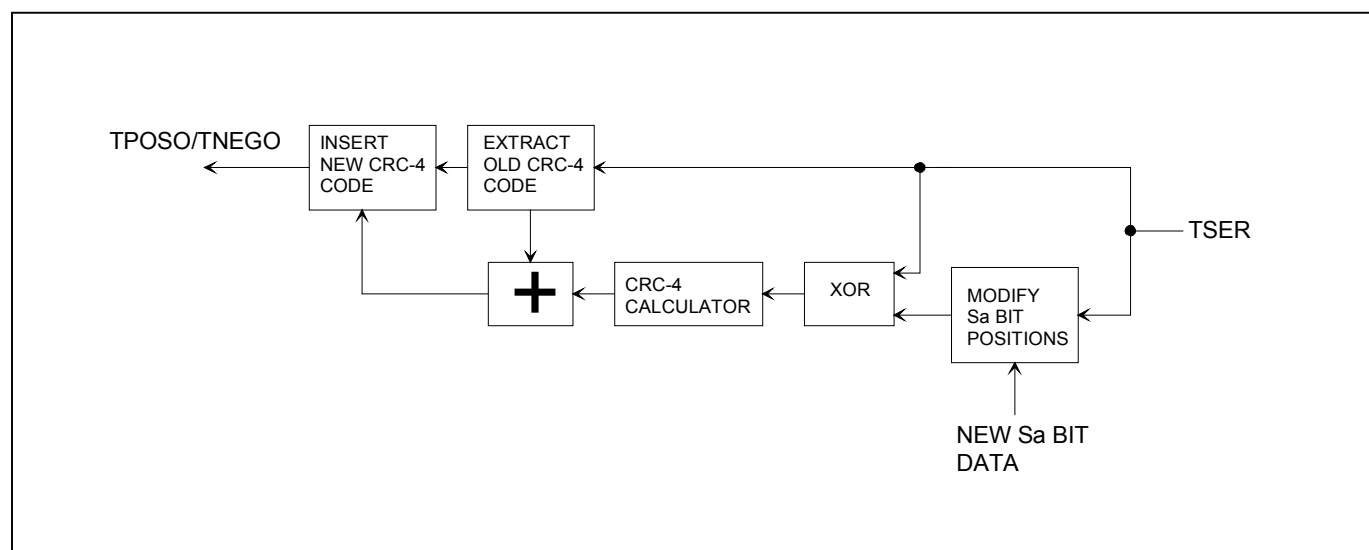 TPOSO/TNEGO
INSERT
NEW CRC-4
CODE
EXTRACT
OLD CRC-4
CODE
TSER
+
CRC-4
CALCULATOR
XOR
MODIFY
Sa BIT
POSITIONS
NEW Sa BIT
DATA